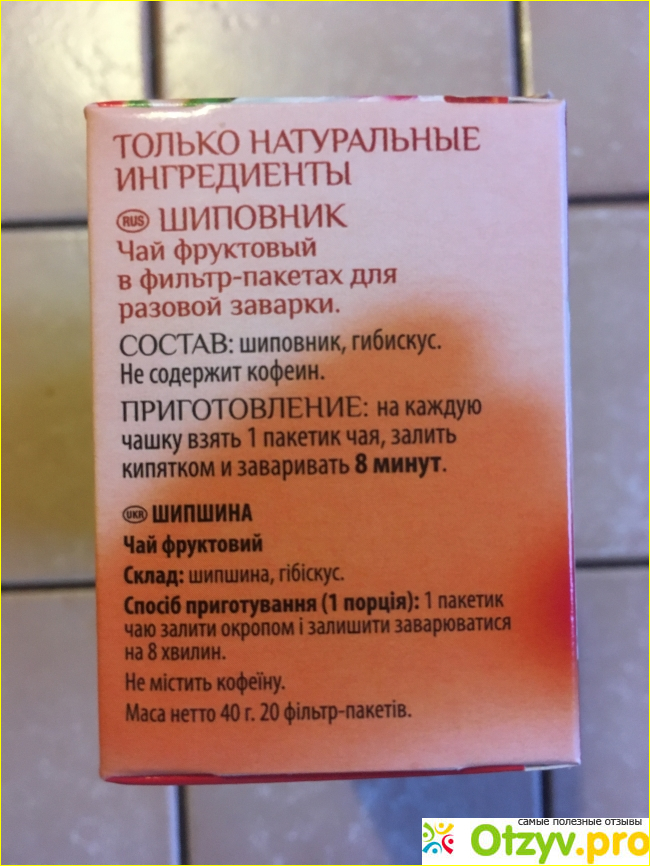 ТОЛЬКО НАТУРАЛЬНЫЕ
ИНГРЕДИЕНТЫ
RUS ШИПОВНИК
Чай фруктовый
в фильтр-пакетах для
разовой заварки.
СОСТАВ: шиповник, гибискус.
Не содержит кофеин.
ПРИГОТОВЛЕНИЕ: на каждую
чашку взять 1 пакетик чая, залить
кипятком и заваривать 8 минут.
UKR ШИПШИНА
Чай фруктовий
Склад: шипшина, гібіскус.
Спосіб приготування (1 порція): 1 пакетик
чаю залити окропом і залишити заварюватися
на 8 хвилин.
Не містить кофеїну.
Маса нетто 40 г. 20 фільтр-пакетів.
самые полезные отзывы
Otzyv.pro